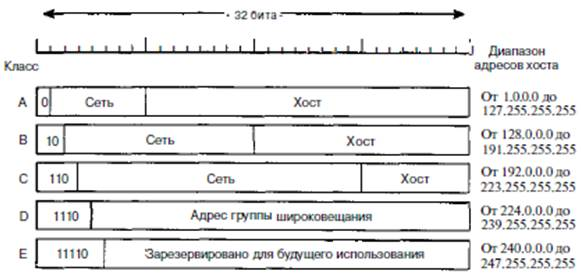 32 бита
Класс
Диапазон
адресов хоста
A 0 Сеть Хост От 1.0.0.0 до
127.255.255.255
B 10 Сеть Хост От 128.0.0.0 до
191.255.255.255
C 110 Сеть Хост От 192.0.0.0 до
223.255.255.255
D 1110 Адрес группы широковещания От 224.0.0.0 до
239.255.255.255
E 11110 Зарезервировано для будущего использования От 240.0.0.0 до
247.255.255.255